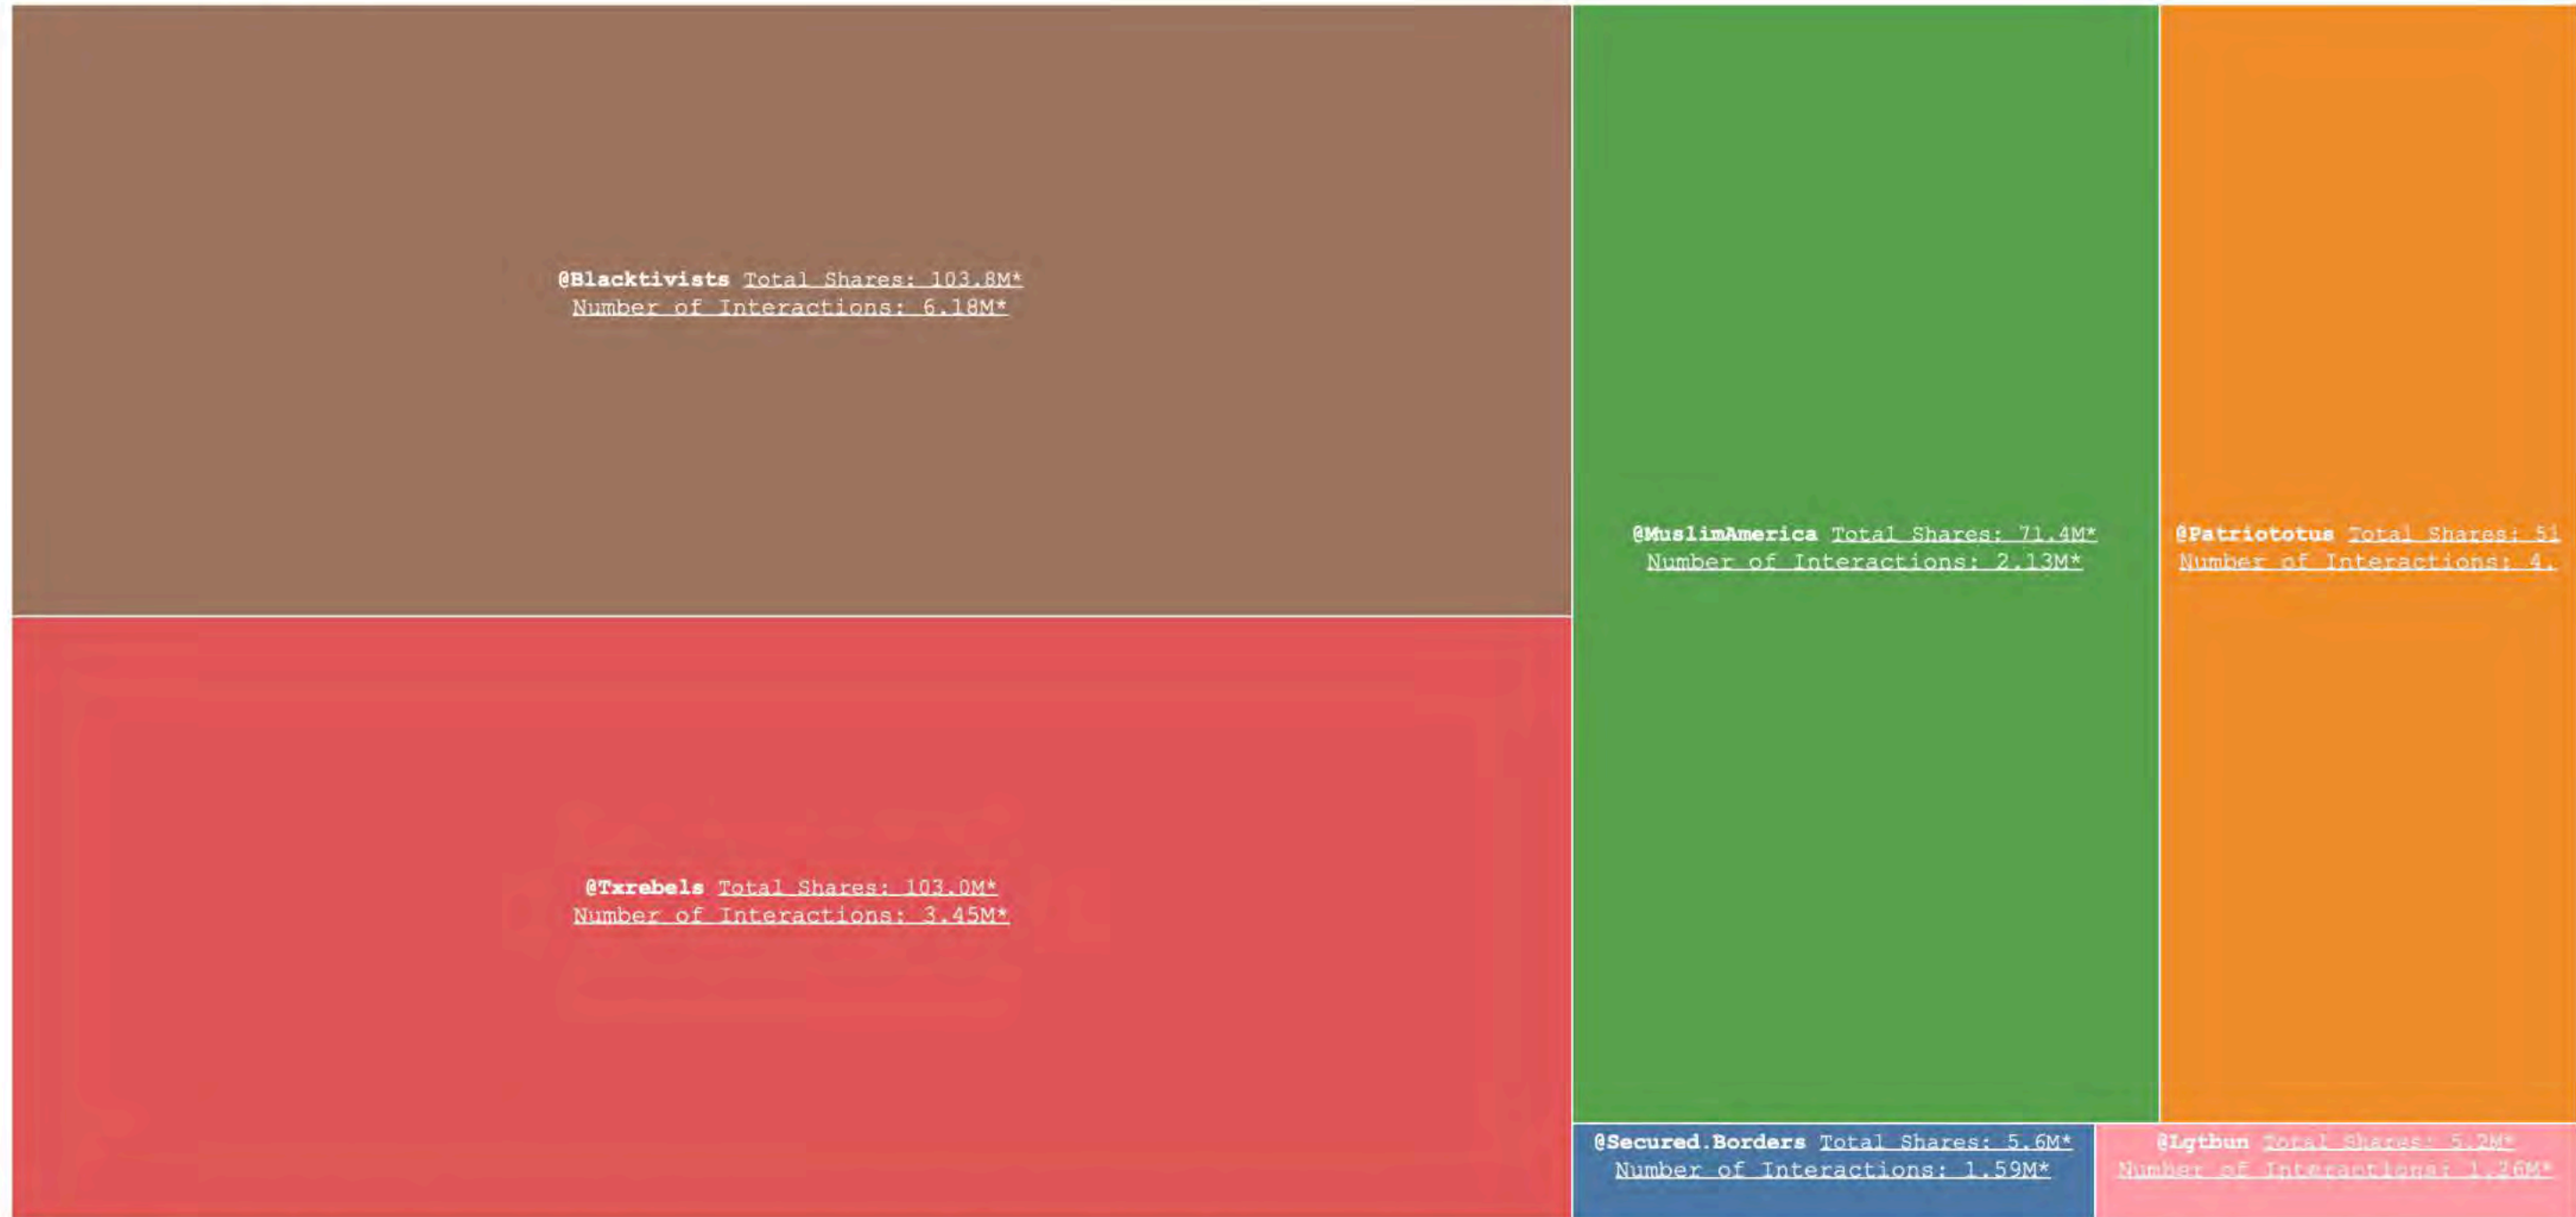 @Blacktivists Total Shares: 103.8M*
Number of Interactions: 6.18M*
@Txrebels Total Shares: 103.0M*
Number of Interactions: 3.45M*
@MuslimAmerica Total Shares: 71.4M*
Number of Interactions: 2.13M*
@Patriototus Total Shares: 51
Number of Interactions: 4.
@Secured.Borders Total Shares: 5.6M*
Number of Interactions: 1.59M*
@Lgtbun Total Shares: 5.2M*
Number of Interactions: 1.26M*